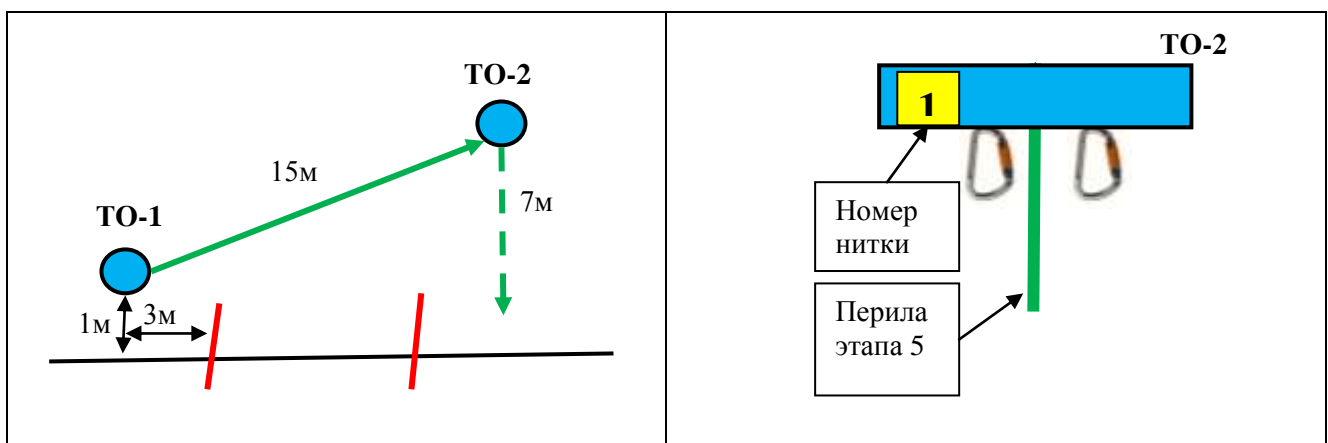 ТО-2
15м
7м
ТО-1
1м
3м
ТО-2
1
Номер
нитки
Перила
этапа 5